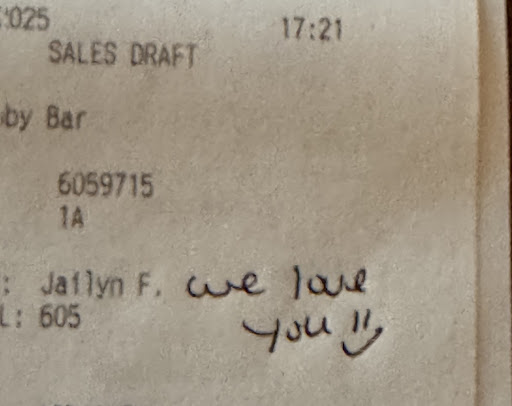 :025 17:21
SALES DRAFT
by Bar
6059715
1A
: Jailyn F. we love
L: 605 you !!